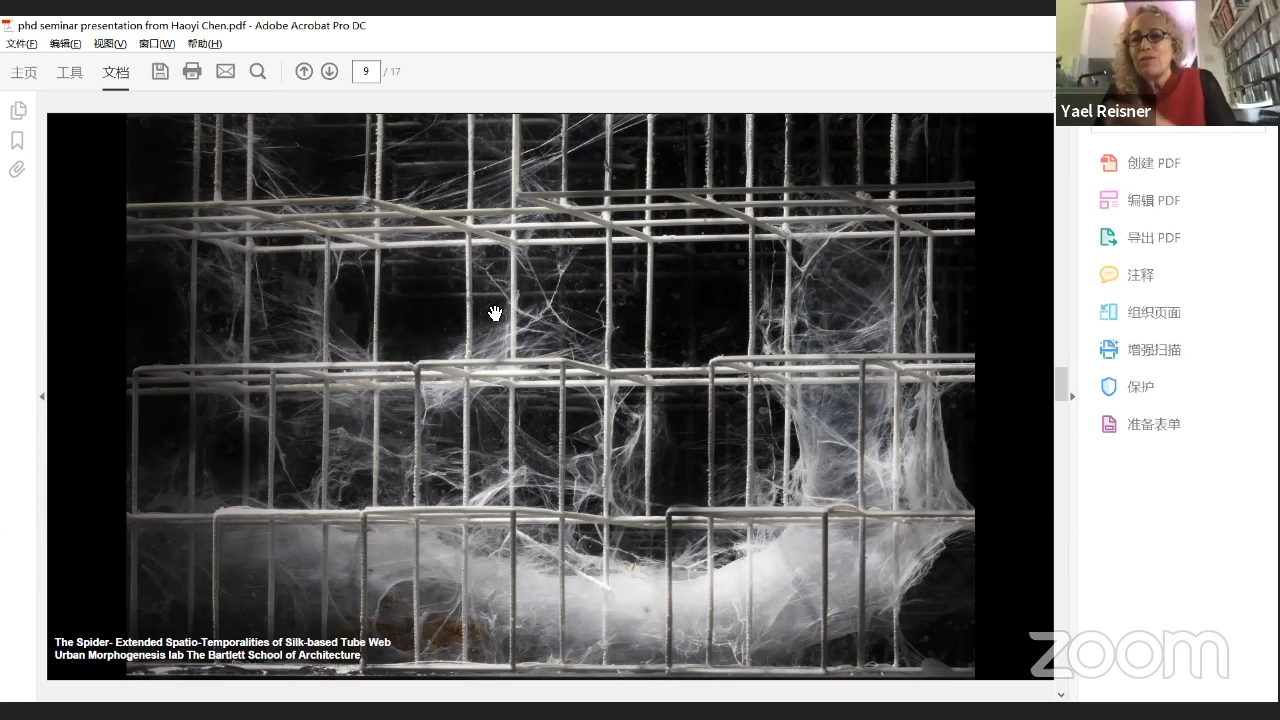 phd seminar presentation from Haoyi Chen.pdf - Adobe Acrobat Pro DC
文件(F) 编辑(E) 视图(V) 窗口(W) 帮助(H)
主页 工具 文档 9 / 17
Yael Reisner
创建 PDF
编辑 PDF
导出 PDF
注释
组织页面
增强扫描
保护
准备表单
The Spider- Extended Spatio-Temporalities of Silk-based Tube Web
Urban Morphogenesis lab The Bartlett School of Architecture
zoom